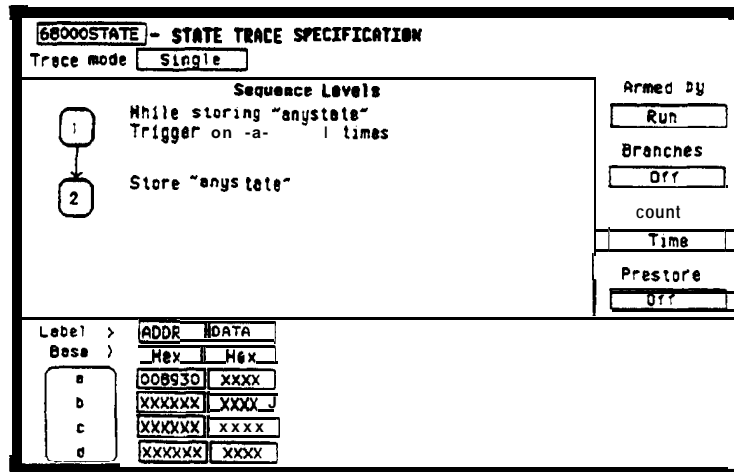 68000STATE - STATE TRACE SPECIFICATION
Trace mode Single
Sequence Levels
While storing "anystate"
Trigger on -a- 1 times
1
Store "anystate"
2
Armed by
Run
Branches
Off
count
Time
Prestore
Off
Label > ADDR DATA
Base > Hex Hex
a 008930 XXXX
b XXXXXX XXXX
c XXXXXX XXXX
d XXXXXX XXXX